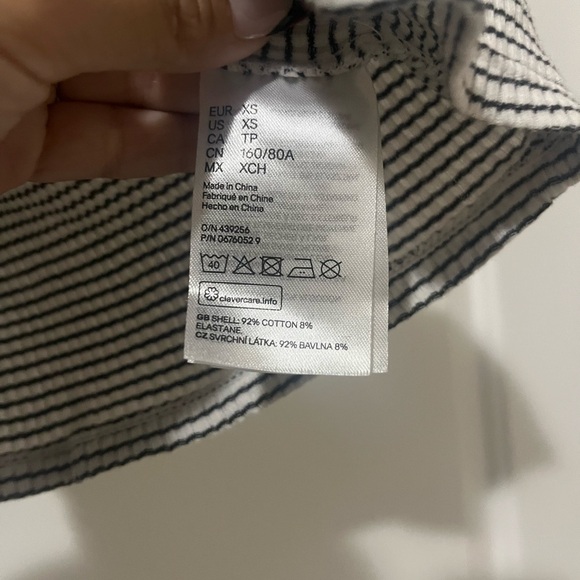 EUR XS
US XS
CA TP
CN 160/80A
MX XCH
Made in China
Fabriqué en Chine
Hecho en China
O/N 439256
P/N 0676052 9
40
clevercare.info
GB SHELL: 92% COTTON 8%
ELASTANE.
CZ SVRCHNÍ LÁTKA: 92% BAVLNA 8%